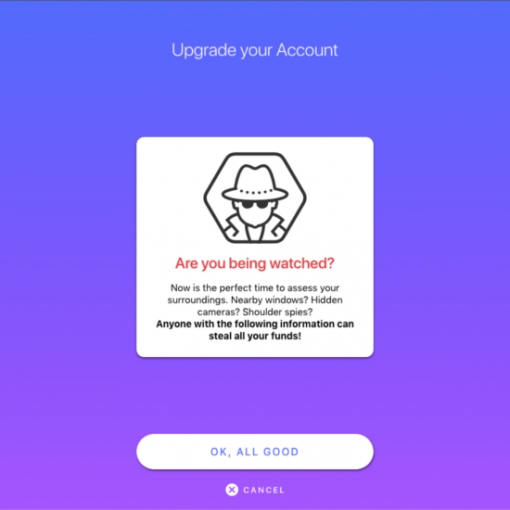 Upgrade your Account
Are you being watched?
Now is the perfect time to assess your
surroundings. Nearby windows? Hidden
cameras? Shoulder spies?
Anyone with the following information can
steal all your funds!
OK, ALL GOOD
CANCEL